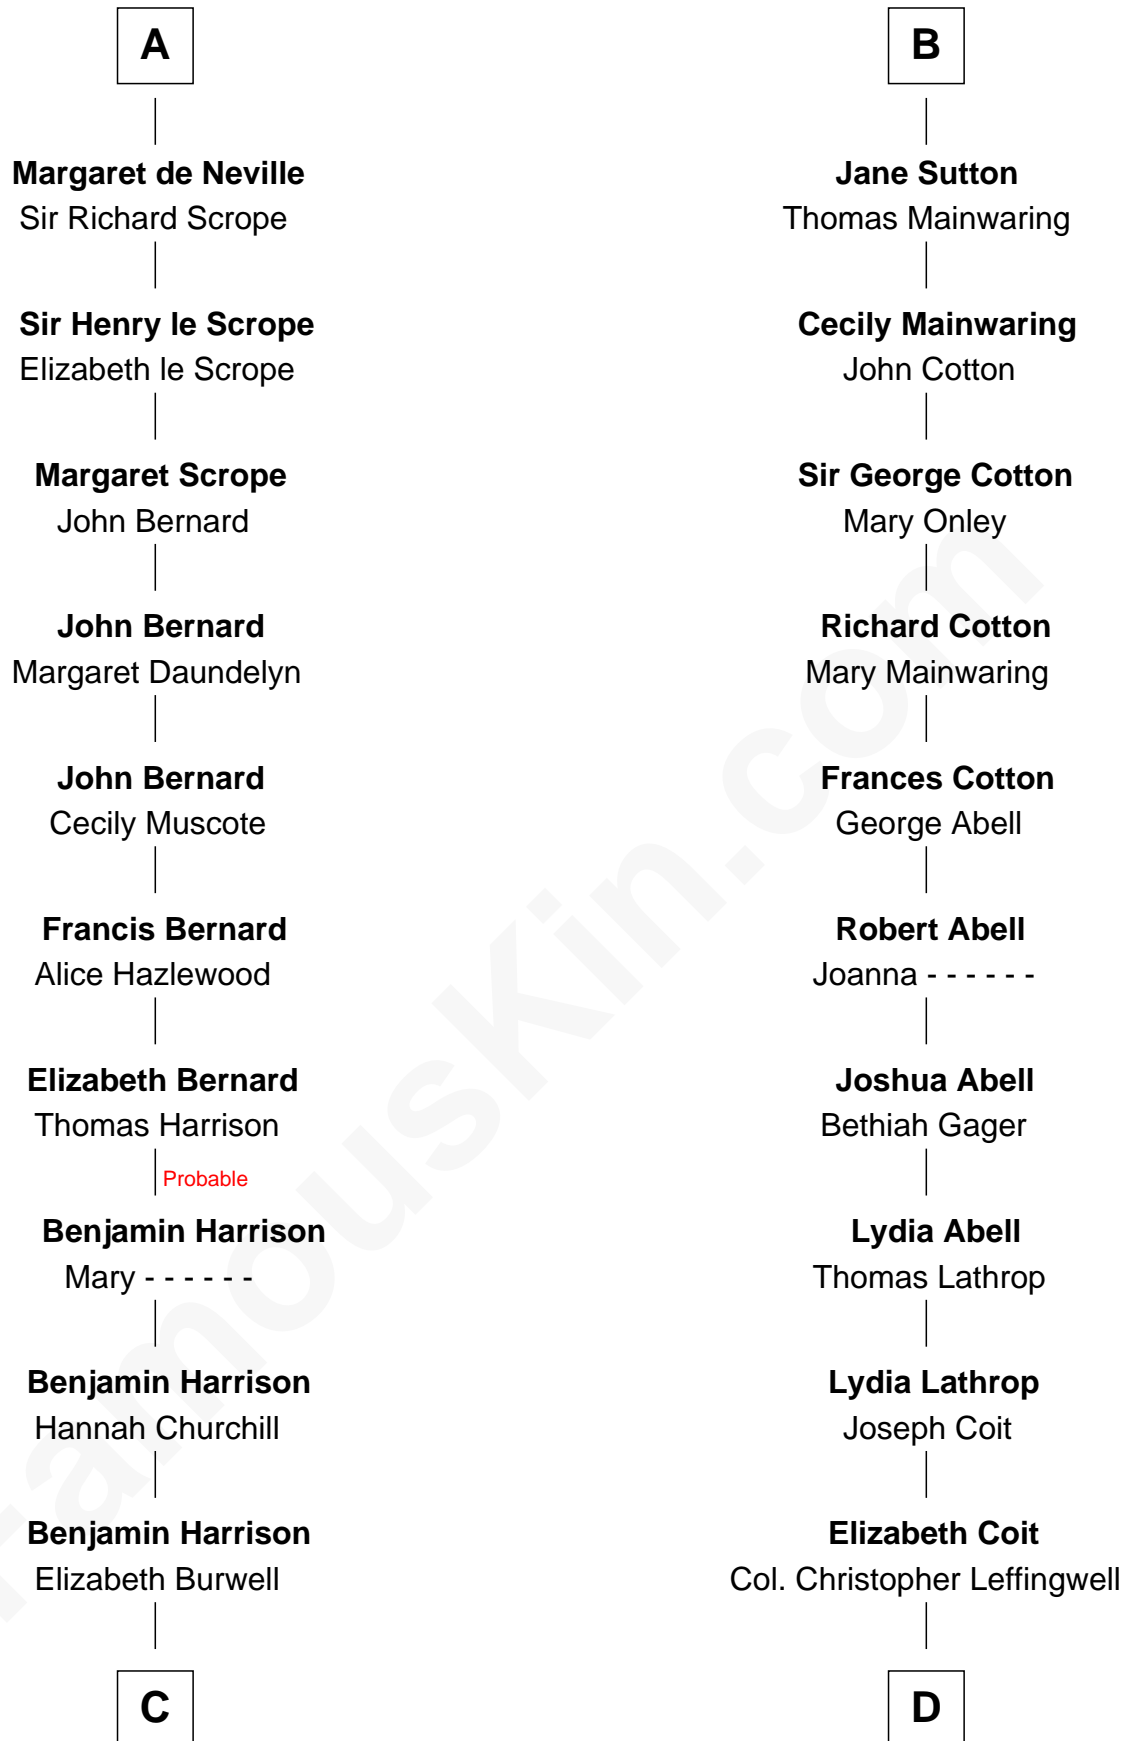 A
Margaret de Neville
Sir Richard Scrope
Sir Henry le Scrope
Elizabeth le Scrope
Margaret Scrope
John Bernard
John Bernard
Margaret Daundelyn
John Bernard
Cecily Muscote
Francis Bernard
Alice Hazlewood
Elizabeth Bernard
Thomas Harrison
Probable
Benjamin Harrison
Mary - - - - - -
Benjamin Harrison
Hannah Churchill
Benjamin Harrison
Elizabeth Burwell
C
B
Jane Sutton
Thomas Mainwaring
Cecily Mainwaring
John Cotton
Sir George Cotton
Mary Onley
Richard Cotton
Mary Mainwaring
Frances Cotton
George Abell
Robert Abell
Joanna - - - - - -
Joshua Abell
Bethiah Gager
Lydia Abell
Thomas Lathrop
Lydia Lathrop
Joseph Coit
Elizabeth Coit
Col. Christopher Leffingwell
D
FamousKin.com